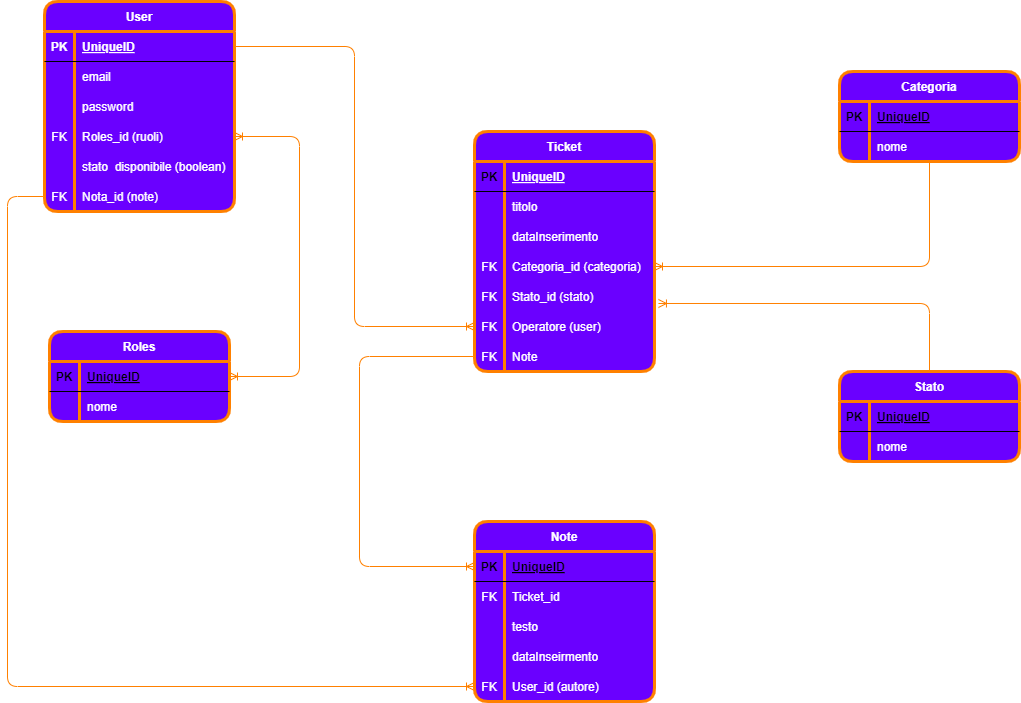 User
PK UniqueID
email
password
FK Roles_id (ruoli)
stato disponibile (boolean)
FK Nota_id (note)
Roles
PK UniqueID
nome
Ticket
PK UniqueID
titolo
dataInserimento
FK Categoria_id (categoria)
FK Stato_id (stato)
FK Operatore (user)
FK Note
Categoria
PK UniqueID
nome
Stato
PK UniqueID
nome
Note
PK UniqueID
FK Ticket_id
testo
dataInseirmento
FK User_id (autore)